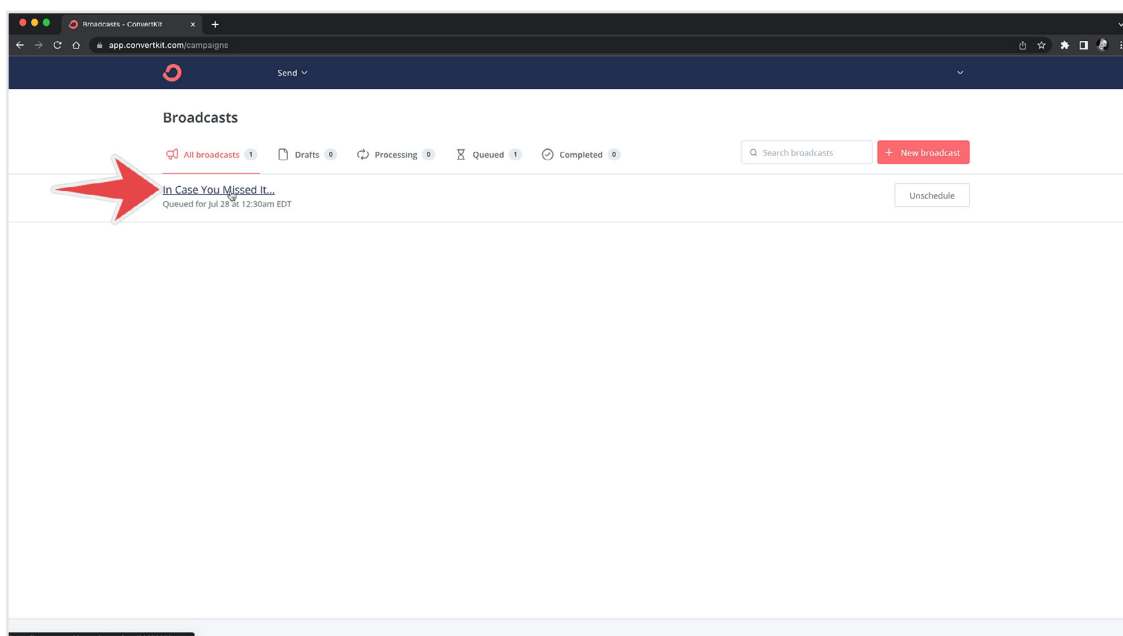 Broadcasts - ConvertKit
app.convertkit.com/campaigns
Send
Broadcasts
All broadcasts 1 Drafts 0 Processing 0 Queued 1 Completed 0 Search broadcasts + New broadcast
In Case You Missed It...
Queued for Jul 28 at 12:30am EDT
Unschedule